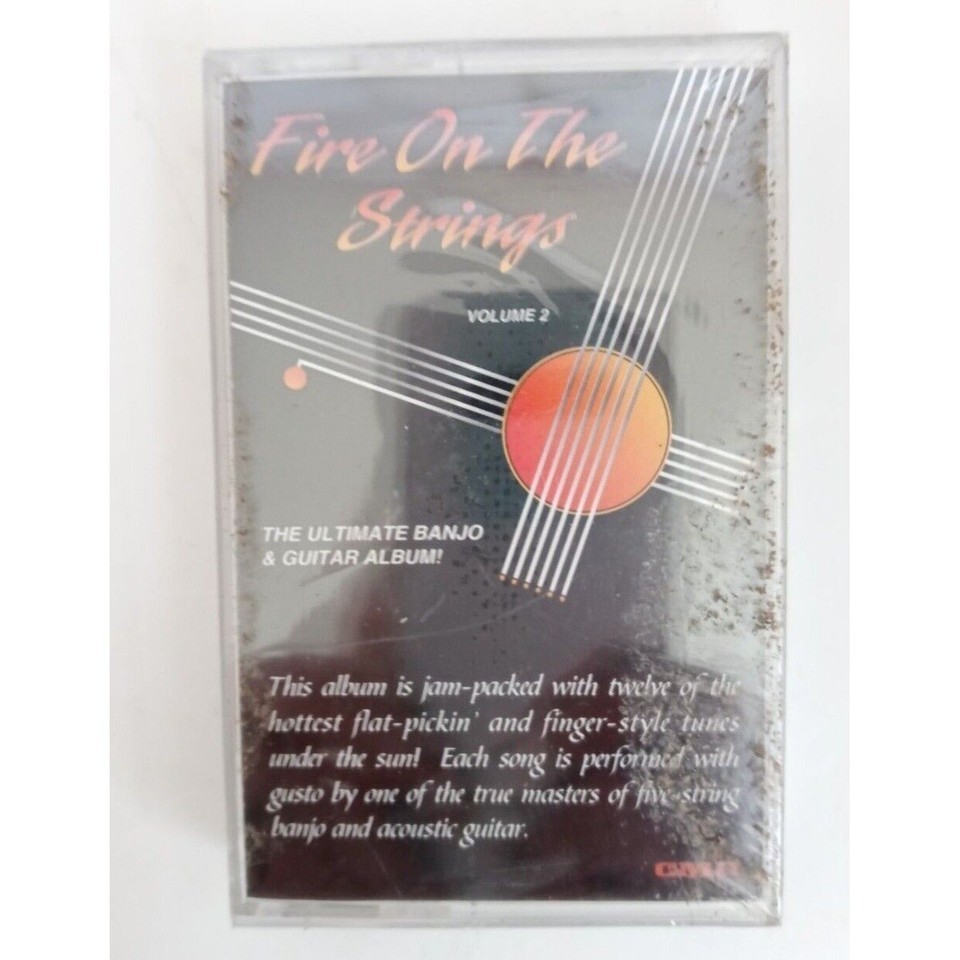 Fire On The
Strings
VOLUME 2
THE ULTIMATE BANJO
& GUITAR ALBUM!
This album is jam-packed with twelve of the
hottest flat-pickin' and finger-style tunes
under the sun! Each song is performed with
gusto by one of the true masters of five-string
banjo and acoustic guitar.